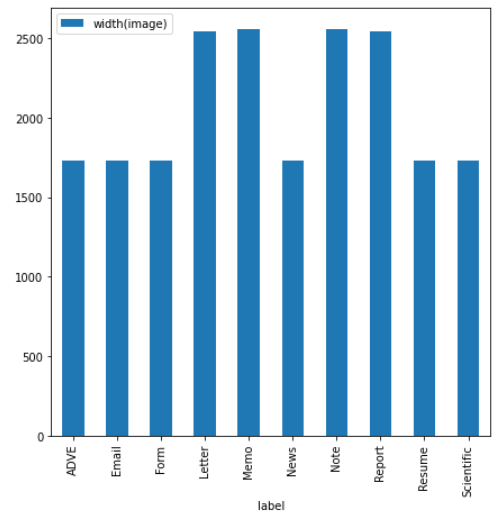 width(image)
2500
2000
1500
1000
500
0
ADVE
Email
Form
Letter
Memo
News
Note
Report
Resume
Scientific
label